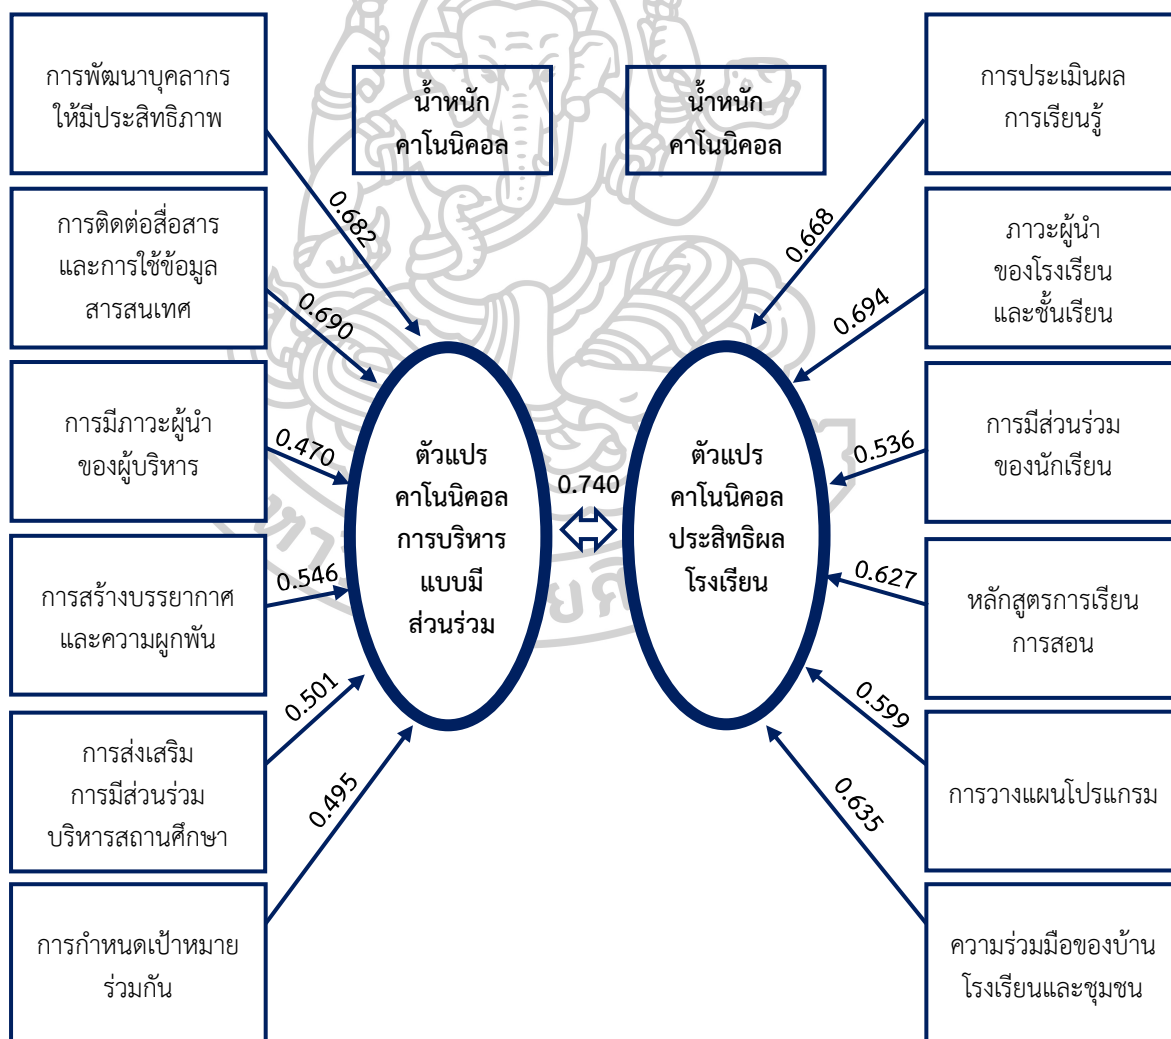 การพัฒนาบุคลากร
ให้มีประสิทธิภาพ
น้ำหนัก
คาโนนิคอล
น้ำหนัก
คาโนนิคอล
การประเมินผล
การเรียนรู้
0.682
0.668
การติดต่อสื่อสาร
และการใช้ข้อมูล
สารสนเทศ
ภาวะผู้นำ
ของโรงเรียน
และชั้นเรียน
0.690
0.694
การมีภาวะผู้นำ
ของผู้บริหาร
0.470
ตัวแปร
คาโนนิคอล
การบริหาร
แบบมี
ส่วนร่วม
0.740
ตัวแปร
คาโนนิคอล
ประสิทธิผล
โรงเรียน
0.536
การมีส่วนร่วม
ของนักเรียน
การสร้างบรรยากาศ
และความผูกพัน
0.546
0.627
หลักสูตรการเรียน
การสอน
0.501
0.599
การส่งเสริม
การมีส่วนร่วม
บริหารสถานศึกษา
การวางแผนโปรแกรม
0.495
0.635
การกำหนดเป้าหมาย
ร่วมกัน
ความร่วมมือของบ้าน
โรงเรียนและชุมชน